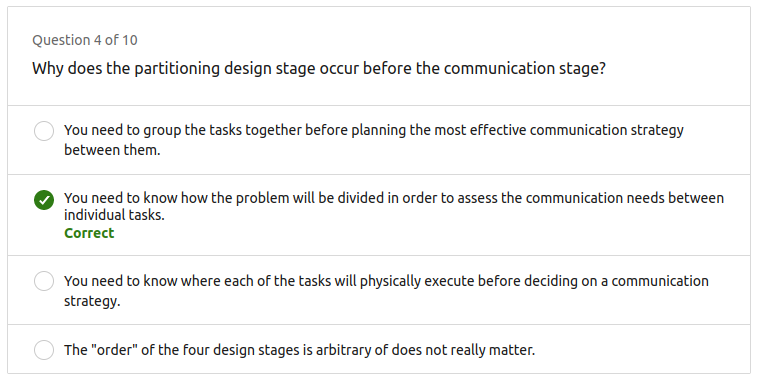 Question 4 of 10
Why does the partitioning design stage occur before the communication stage?
You need to group the tasks together before planning the most effective communication strategy
between them.
You need to know how the problem will be divided in order to assess the communication needs between
individual tasks.
Correct
You need to know where each of the tasks will physically execute before deciding on a communication
strategy.
The "order" of the four design stages is arbitrary of does not really matter.